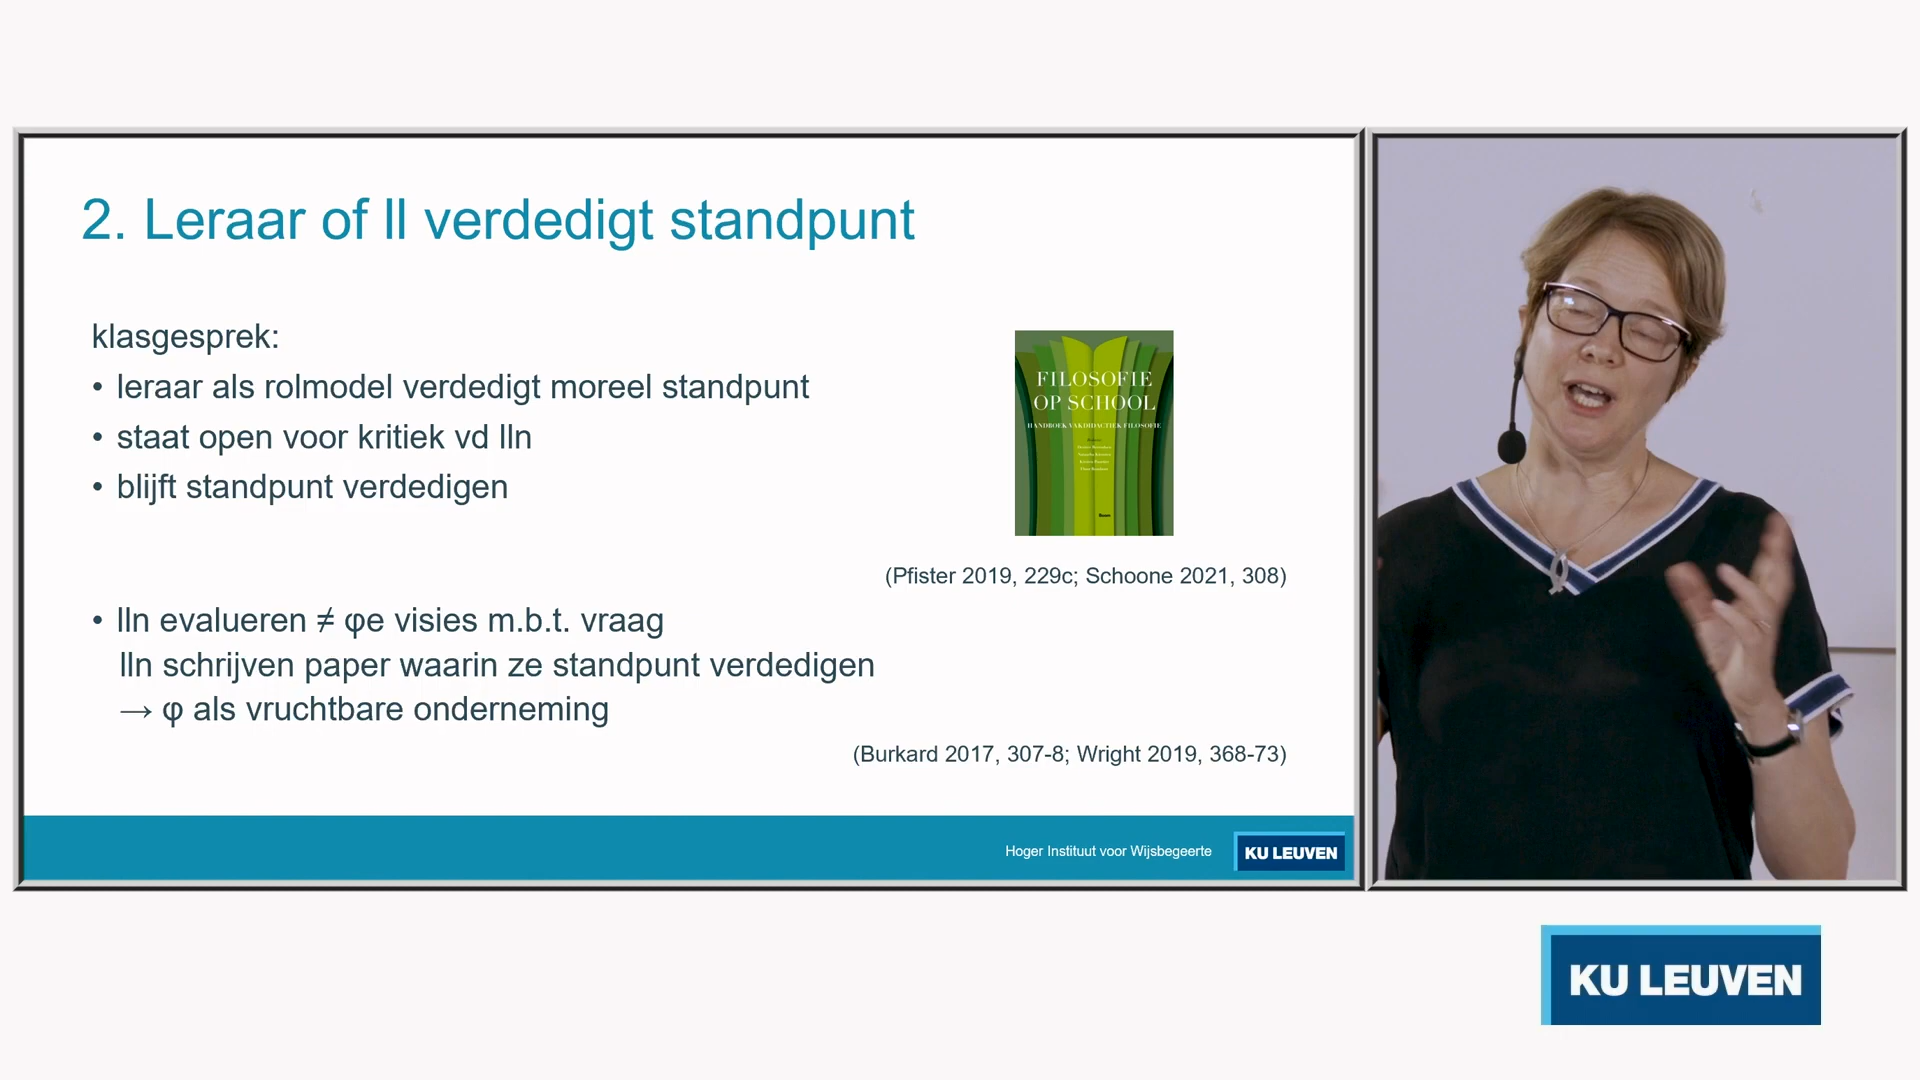 2. Leraar of ll verdedigt standpunt
klasgesprek:
• leraar als rolmodel verdedigt moreel standpunt
• staat open voor kritiek vd lln
• blijft standpunt verdedigen
FILOSOFIE
OP SCHOOL
HANDBOEK VAKDIDACTIEK FILOSOFIE
(Pfister 2019, 229c; Schoone 2021, 308)
• lln evalueren ≠ φe visies m.b.t. vraag
lln schrijven paper waarin ze standpunt verdedigen
→ φ als vruchtbare onderneming
(Burkard 2017, 307-8; Wright 2019, 368-73)
Hoger Instituut voor Wijsbegeerte
KU LEUVEN
KU LEUVEN